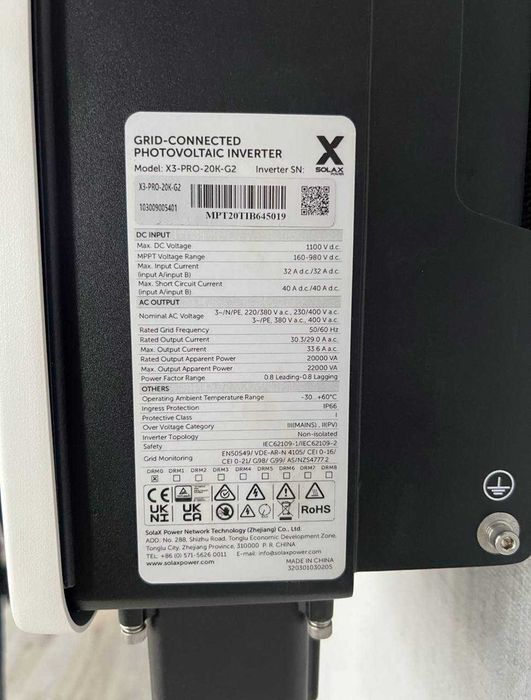 GRID-CONNECTED
PHOTOVOLTAIC INVERTER
X
SOLAX
POWER
Model: X3-PRO-20K-G2 Inverter SN:
X3-PRO-20K-G2
103009005401
MPT20TIB645019
DC INPUT
Max. DC Voltage 1100 V d.c.
MPPT Voltage Range 160-980 V d.c.
Max. Input Current
(input A/input B) 32 A d.c./32 A d.c.
Max. Short Circuit Current
(input A/input B) 40 A d.c./40 A d.c.
AC OUTPUT
Nominal AC Voltage 3~/N/PE, 220/380 V a.c., 230/400 V a.c.
3~/PE, 380 V a.c., 400 V a.c.
Rated Grid Frequency 50/60 Hz
Rated Output Current 30.3/29.0 A a.c.
Max. Output Current 33.6 A a.c.
Rated Output Apparent Power 20000 VA
Max. Output Apparent Power 22000 VA
Power Factor Range 0.8 Leading-0.8 Lagging
OTHERS
Operating Ambient Temperature Range -30...+60°C
Ingress Protection IP66
Protective Class I
Over Voltage Category III(MAINS), II(PV)
Inverter Topology Non-isolated
Safety IEC62109-1/IEC62109-2
Grid Monitoring EN50549/ VDE-AR-N 4105/ CEI 0-16/
CEI 0-21/ G98/ G99/ AS/NZS4777.2
DRM0 DRM1 DRM2 DRM3 DRM4 DRM5 DRM6 DRM7 DRM8
CE
UK
NI
UK
CA
RoHS
SolaX Power Network Technology (Zhejiang) Co., Ltd.
ADD: No. 288, Shizhu Road, Tonglu Economic Development Zone,
Tonglu City, Zhejiang Province, 310000 P. R. CHINA
TEL: +86 (0) 571-5626 0011 E-mail: info@solaxpower.com
www.solaxpower.com MADE IN CHINA
320301030205